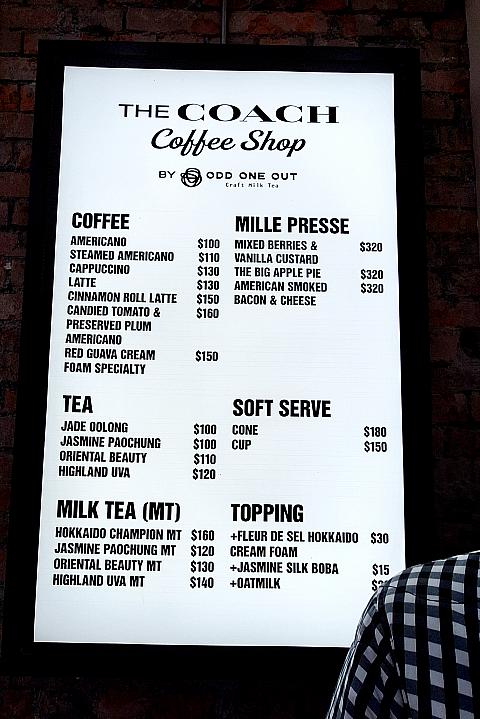 THE COACH
Coffee Shop
BY ODD ONE OUT
Craft Milk Tea
COFFEE
AMERICANO $100
STEAMED AMERICANO $110
CAPPUCCINO $130
LATTE $130
CINNAMON ROLL LATTE $150
CANDIED TOMATO & $160
PRESERVED PLUM
AMERICANO
RED GUAVA CREAM $150
FOAM SPECIALTY
MILLE PRESSE
MIXED BERRIES & $320
VANILLA CUSTARD
THE BIG APPLE PIE $320
AMERICAN SMOKED $320
BACON & CHEESE
TEA
JADE OOLONG $100
JASMINE PAOCHUNG $100
ORIENTAL BEAUTY $110
HIGHLAND UVA $120
SOFT SERVE
CONE $180
CUP $150
MILK TEA (MT)
HOKKAIDO CHAMPION MT $160
JASMINE PAOCHUNG MT $120
ORIENTAL BEAUTY MT $130
HIGHLAND UVA MT $140
TOPPING
+FLEUR DE SEL HOKKAIDO $30
CREAM FOAM
+JASMINE SILK BOBA $15
+OATMILK